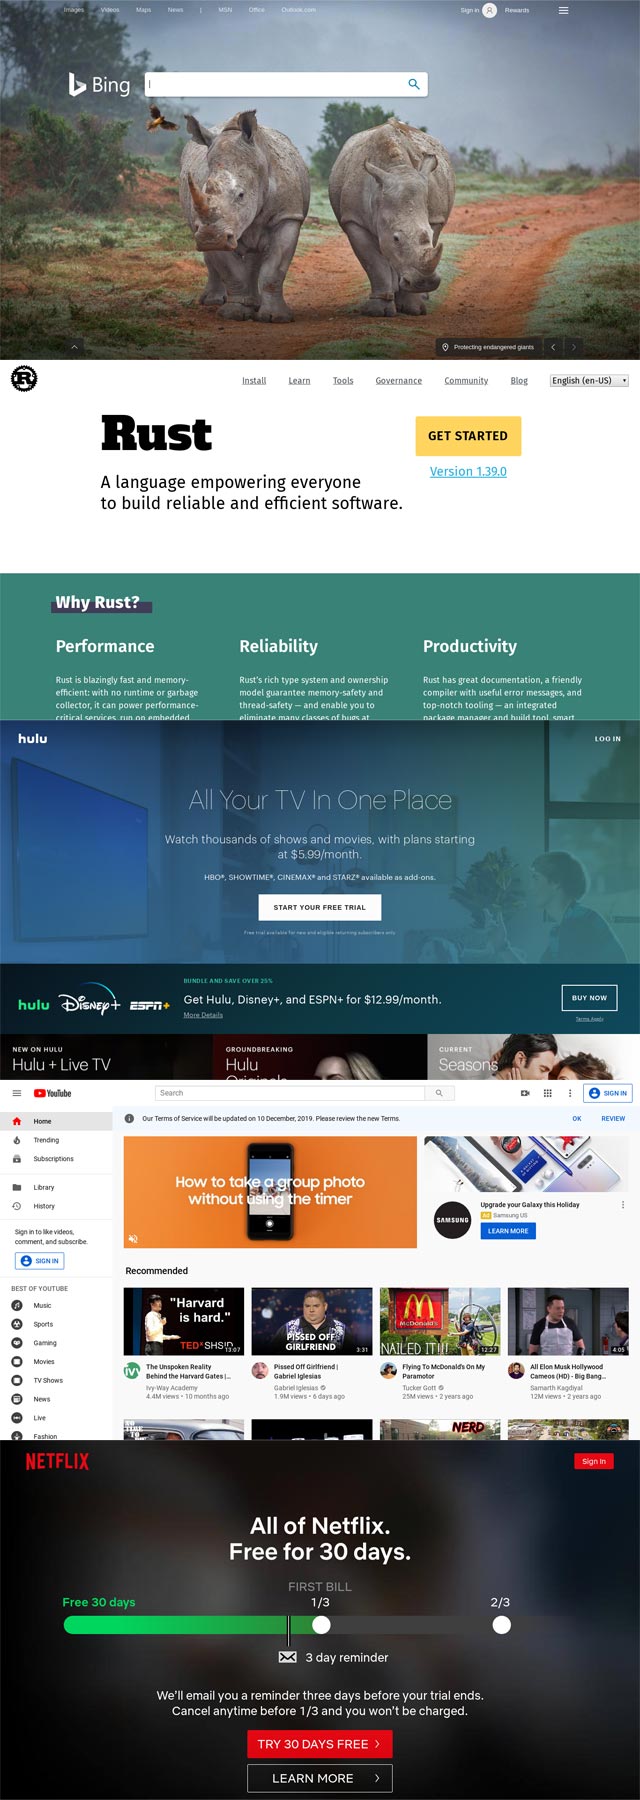 Images Videos Maps News | MSN Office Outlook.com Sign in Rewards
Bing
Protecting endangered giants
R
Install Learn Tools Governance Community Blog English (en-US)
Rust
GET STARTED
Version 1.39.0
A language empowering everyone
to build reliable and efficient software.
Why Rust?
Performance
Rust is blazingly fast and memory-
efficient: with no runtime or garbage
collector, it can power performance-
critical services, run on embedded
Reliability
Rust's rich type system and ownership
model guarantee memory-safety and
thread-safety — and enable you to
eliminate many classes of bugs at
Productivity
Rust has great documentation, a friendly
compiler with useful error messages, and
top-notch tooling — an integrated
package manager and build tool, smart
hulu LOG IN
All Your TV In One Place
Watch thousands of shows and movies, with plans starting
at $5.99/month.
HBO®, SHOWTIME®, CINEMAX® and STARZ® available as add-ons.
START YOUR FREE TRIAL
Free trial available for new and eligible returning subscribers only.
hulu Disney+ ESPN+
BUNDLE AND SAVE OVER 25%
Get Hulu, Disney+, and ESPN+ for $12.99/month.
More Details
BUY NOW
Terms Apply
NEW ON HULU
Hulu + Live TV
GROUNDBREAKING
Hulu
Originals
CURRENT
Seasons
YouTube
Search
SIGN IN
Home
Trending
Subscriptions
Library
History
Sign in to like videos,
comment, and subscribe.
SIGN IN
BEST OF YOUTUBE
Music
Sports
Gaming
Movies
TV Shows
News
Live
Fashion
Our Terms of Service will be updated on 10 December, 2019. Please review the new Terms. OK REVIEW
How to take a group photo
without using the timer
SAMSUNG
Upgrade your Galaxy this Holiday
Ad Samsung US
LEARN MORE
Recommended
"Harvard
is hard."
TEDxSHSID
13:07
The Unspoken Reality
Behind the Harvard Gates |...
Ivy-Way Academy
4.4M views • 10 months ago
PISSED OFF
GIRLFRIEND
3:31
Pissed Off Girlfriend |
Gabriel Iglesias
Gabriel Iglesias
1.9M views • 6 days ago
McDonald's
NAILED IT!!!
12:27
Flying To McDonald's On My
Paramotor
Tucker Gott
25M views • 2 years ago
4:05
All Elon Musk Hollywood
Cameos (HD) - Big Bang...
Samarth Kagdiyal
12M views • 2 years ago
NERD
NETFLIX
Sign In
All of Netflix.
Free for 30 days.
FIRST BILL
Free 30 days 1/3 2/3
3 day reminder
We'll email you a reminder three days before your trial ends.
Cancel anytime before 1/3 and you won't be charged.
TRY 30 DAYS FREE
LEARN MORE